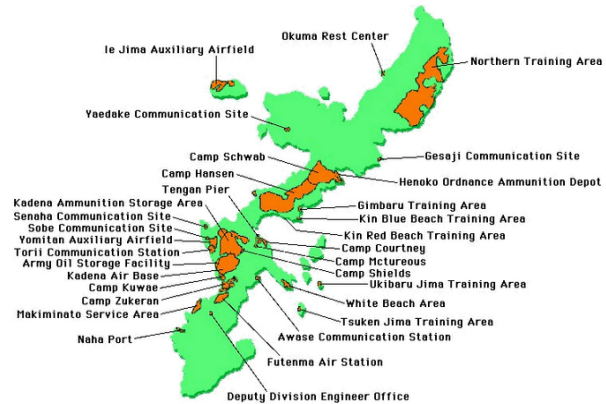 Okuma Rest Center
Ie Jima Auxiliary Airfield
Northern Training Area
Yaedake Communication Site
Camp Schwab
Gesaji Communication Site
Camp Hansen
Henoko Ordnance Ammunition Depot
Tengan Pier
Kadena Ammunition Storage Area
Gimbaru Training Area
Senaha Communication Site
Kin Blue Beach Training Area
Sobe Communication Site
Kin Red Beach Training Area
Yomitan Auxiliary Airfield
Camp Courtney
Torii Communication Station
Camp Mctureous
Army Oil Storage Facility
Camp Shields
Kadena Air Base
Ukibaru Jima Training Area
Camp Kuwae
White Beach Area
Camp Zukeran
Tsuken Jima Training Area
Makiminato Service Area
Awase Communication Station
Naha Port
Futenma Air Station
Deputy Division Engineer Office